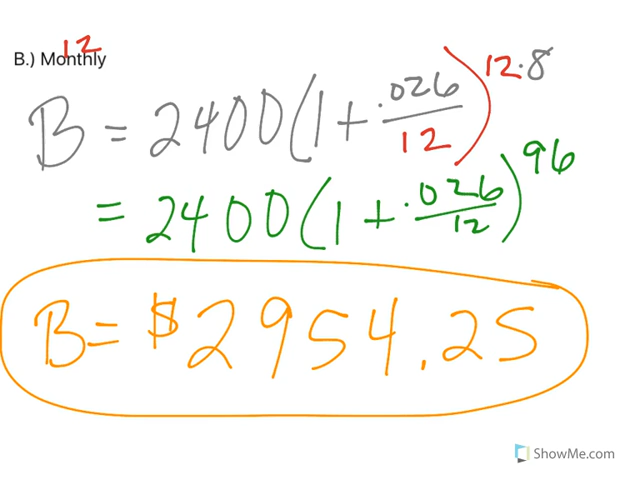 12
B.) Monthly
B = 2400(1 + .026/12)^12·8
= 2400(1 + .026/12)^96
B = $2954.25
ShowMe.com